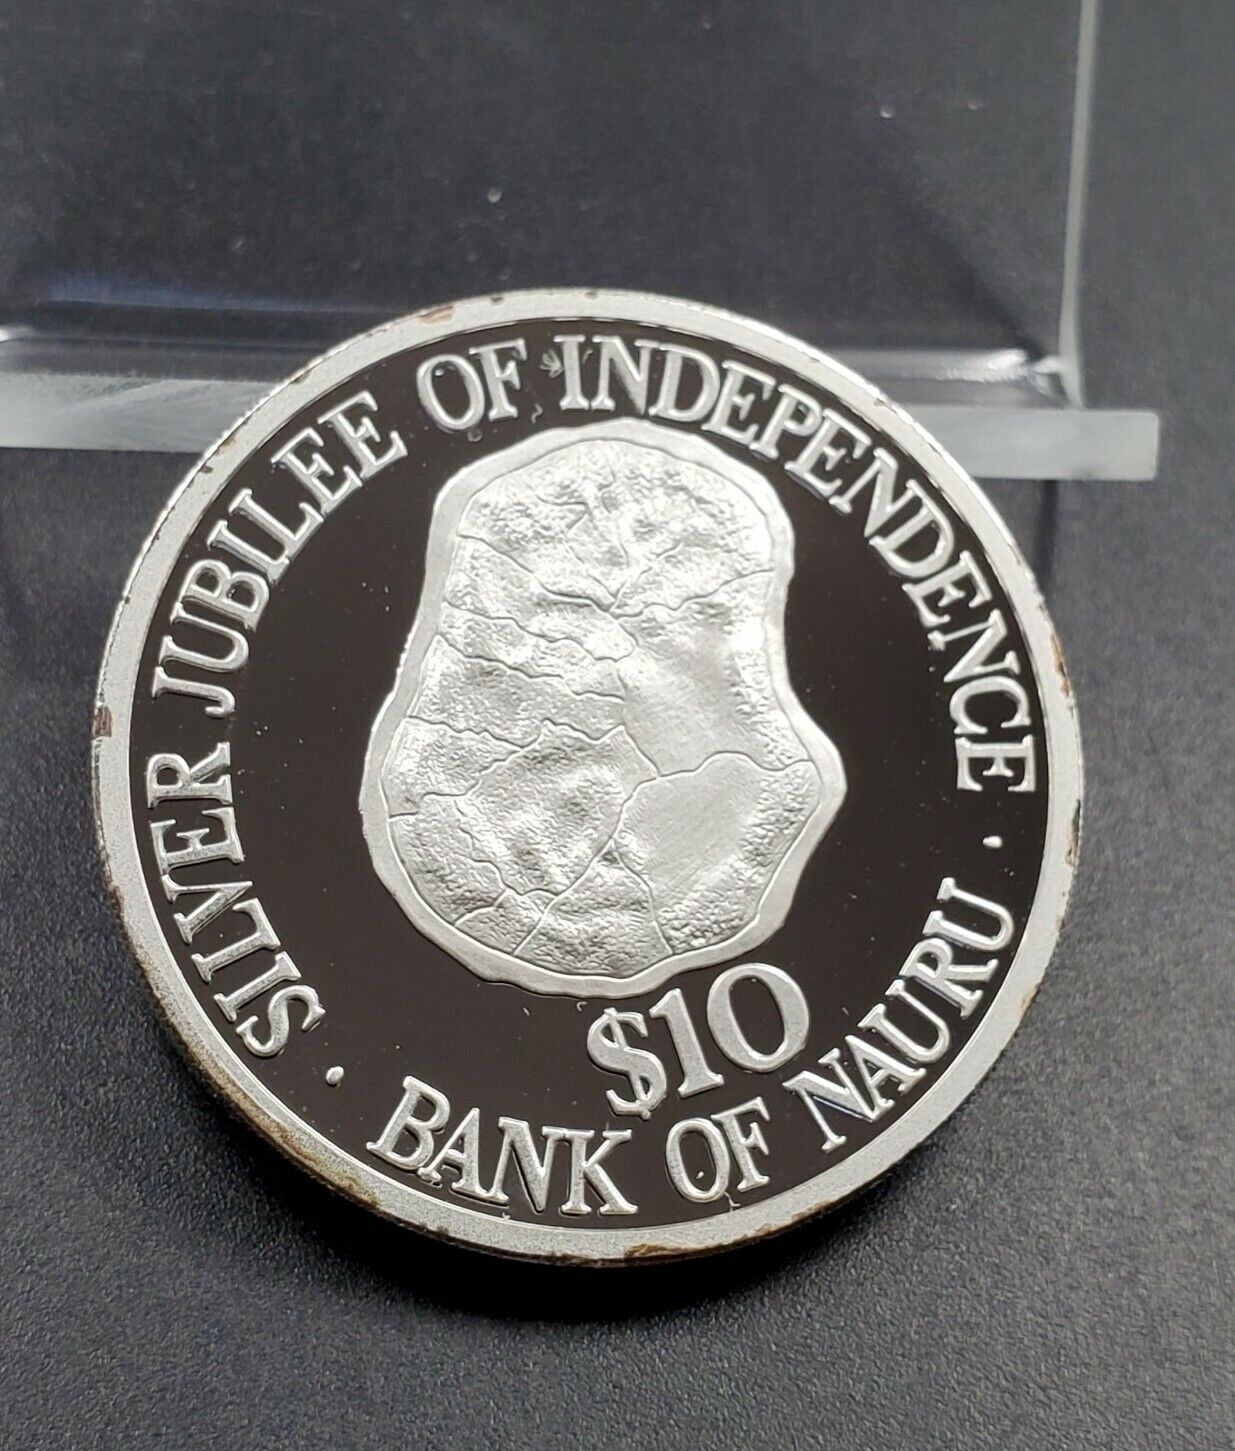 SILVER JUBILEE OF INDEPENDENCE
$10
· BANK OF NAURU ·